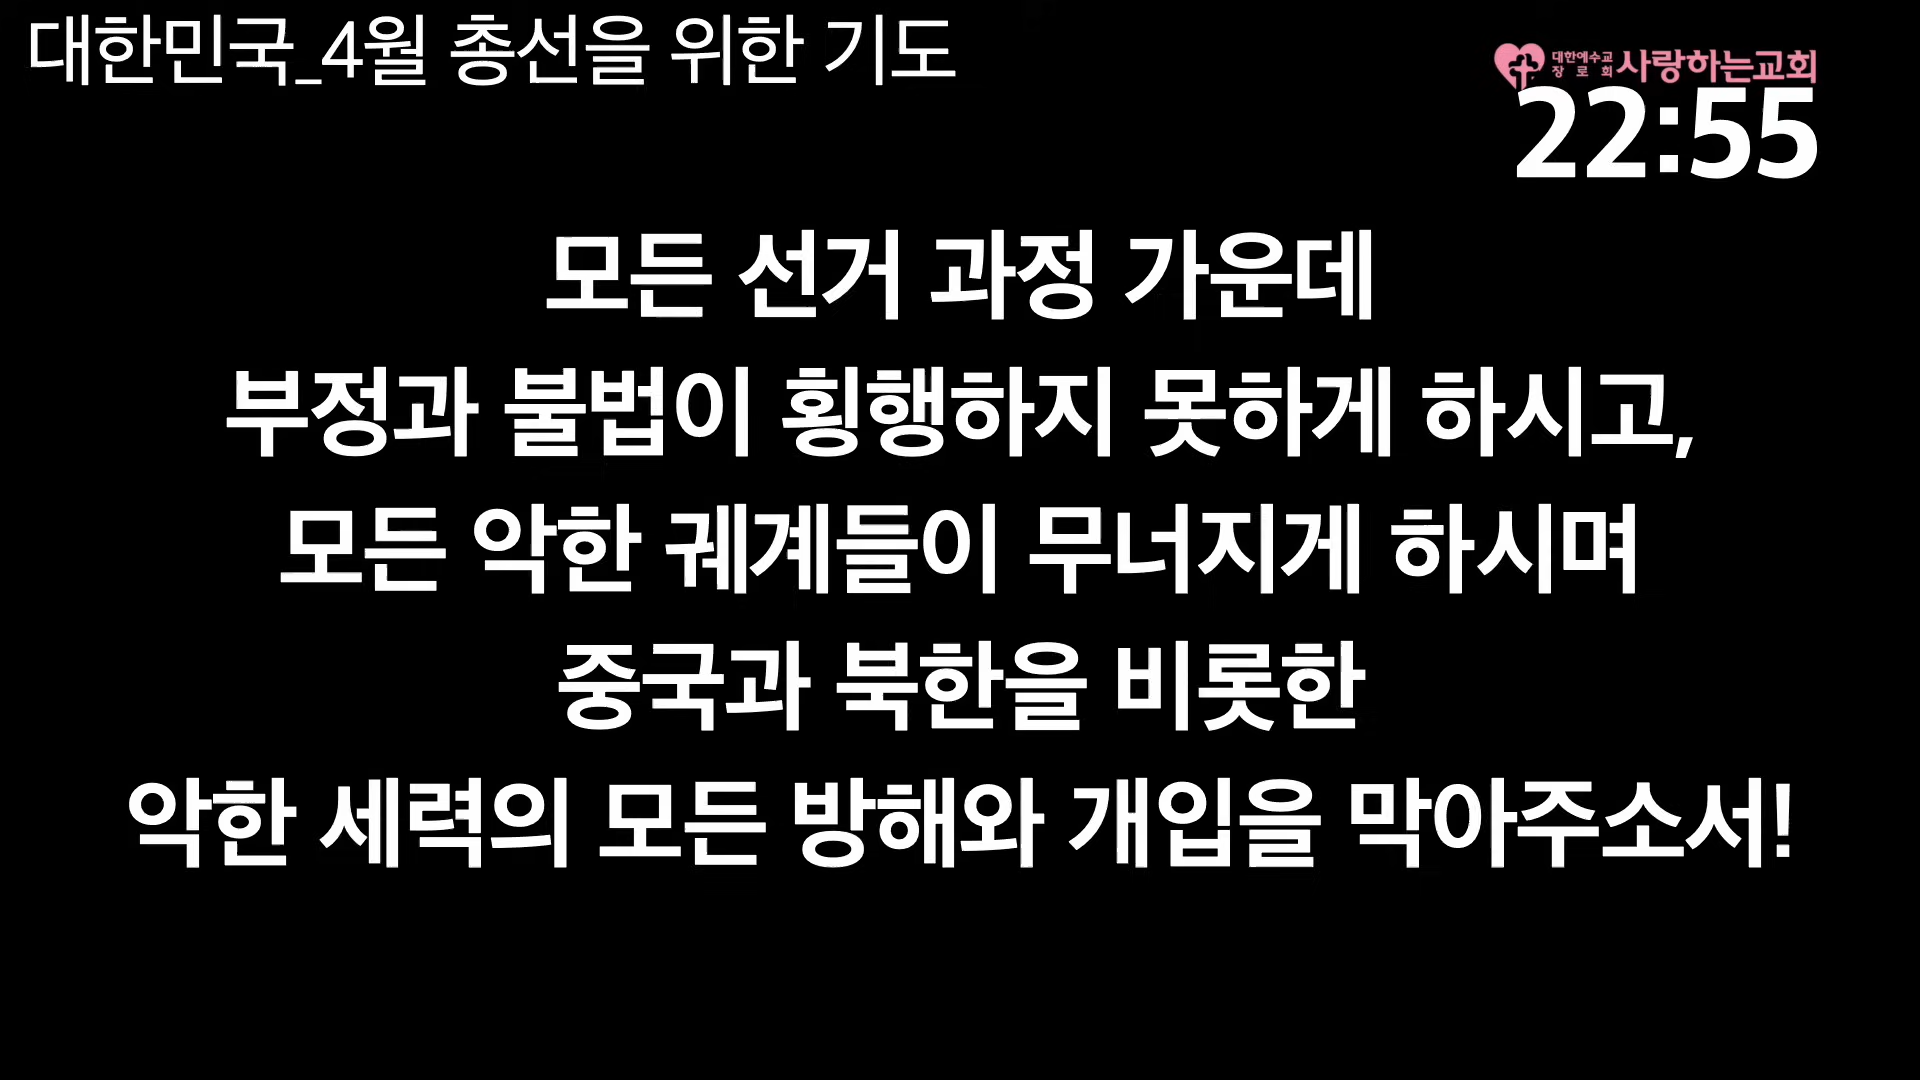 대한민국_4월 총선을 위한 기도
대한예수교
장로회
사랑하는교회
22:55
모든 선거 과정 가운데
부정과 불법이 횡행하지 못하게 하시고,
모든 악한 궤계들이 무너지게 하시며
중국과 북한을 비롯한
악한 세력의 모든 방해와 개입을 막아주소서!